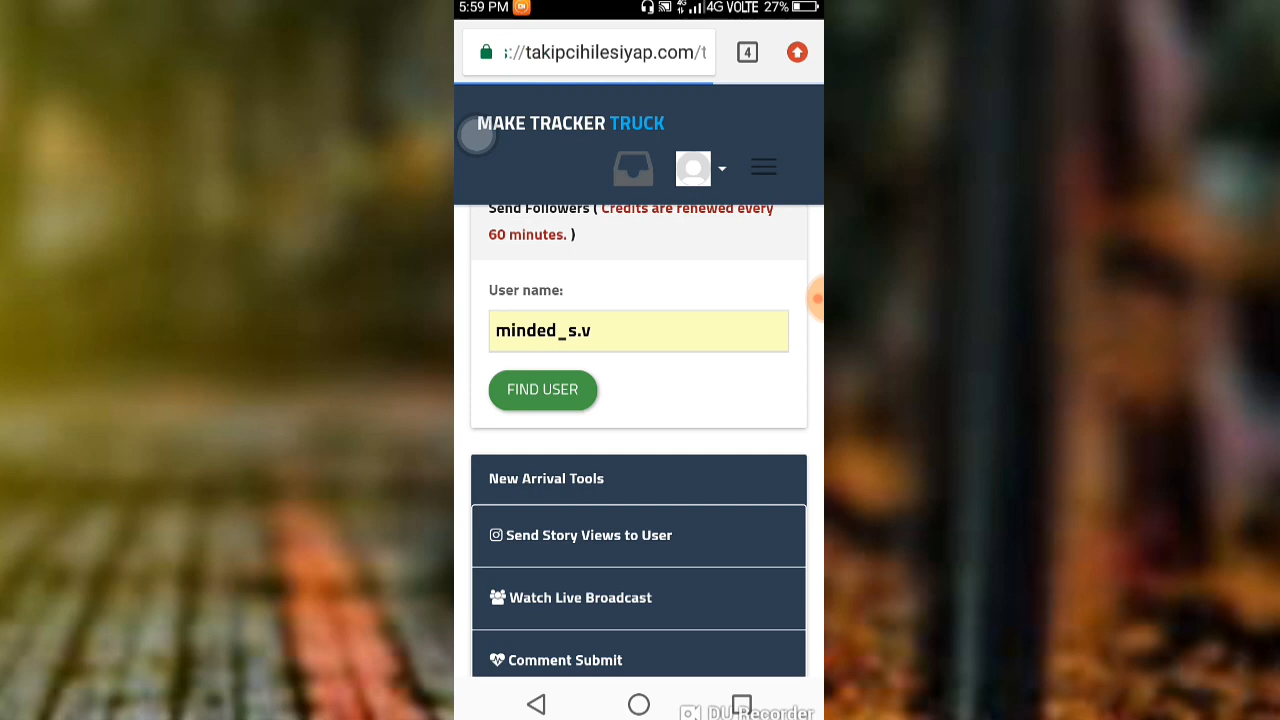 5:59 PM 4G 4G VOLTE 27%
s://takipcihilesiyap.com/t 4
MAKE TRACKER TRUCK
Send Followers ( Credits are renewed every
60 minutes. )
User name:
minded_s.v
FIND USER
New Arrival Tools
Send Story Views to User
Watch Live Broadcast
Comment Submit
DU Recorder